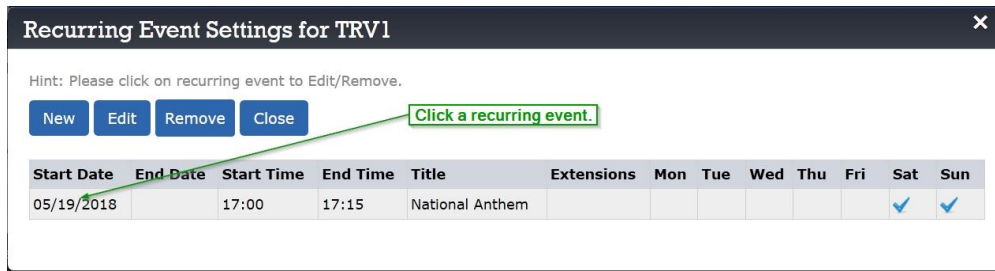 Recurring Event Settings for TRV1
Hint: Please click on recurring event to Edit/Remove.
New Edit Remove Close
Click a recurring event.
Start Date End Date Start Time End Time Title Extensions Mon Tue Wed Thu Fri Sat Sun
05/19/2018 17:00 17:15 National Anthem